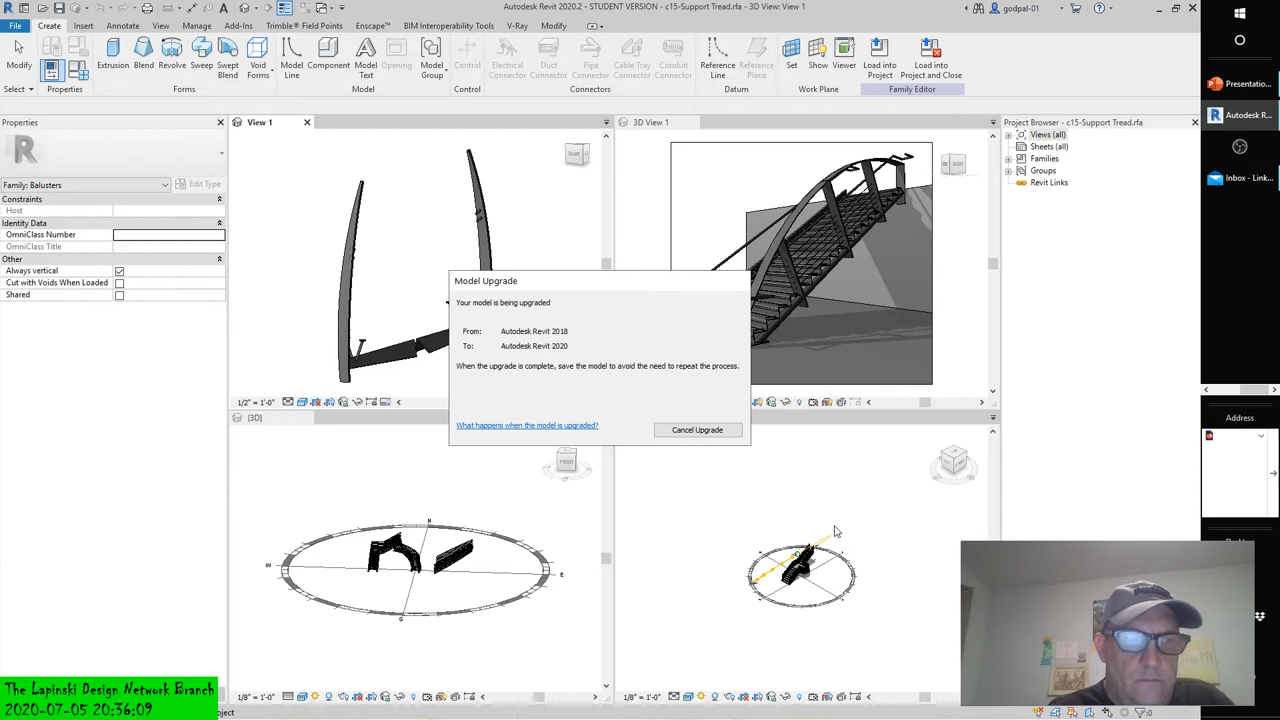 Autodesk Revit 2020.2 - STUDENT VERSION - c15-Support Tread.rfa - 3D View: View 1
godpal-01
File Create Insert Annotate View Manage Add-Ins Trimble® Field Points Enscape™ BIM Interoperability Tools V-Ray Modify
Modify
Extrusion Blend Revolve Sweep Swept Blend Void Forms
Model Line Component Model Text Opening Model Group
Control
Electrical Connector Duct Connector Pipe Connector Cable Tray Connector Conduit Connector
Reference Line Reference Plane
Set Show Viewer
Load into Project Load into Project and Close
Select Properties Forms Model Control Connectors Datum Work Plane Family Editor
Properties
Family: Balusters
Edit Type
Constraints
Host
Identity Data
OmniClass Number
OmniClass Title
Other
Always vertical
Cut with Voids When Loaded
Shared
View 1
RIGHT
3D View 1
Project Browser - c15-Support Tread.rfa
Views (all)
Sheets (all)
Families
Groups
Revit Links
Model Upgrade
Your model is being upgraded
From: Autodesk Revit 2018
To: Autodesk Revit 2020
When the upgrade is complete, save the model to avoid the need to repeat the process.
What happens when the model is upgraded?
Cancel Upgrade
1/2" = 1'-0"
{3D}
FRONT
N
W
E
S
1/8" = 1'-0"
1/8" = 1'-0"
:0
Presentatio...
Autodesk R...
Inbox - Link...
Address
The Lapinski Design Network Branch
2020-07-05 20:36:09